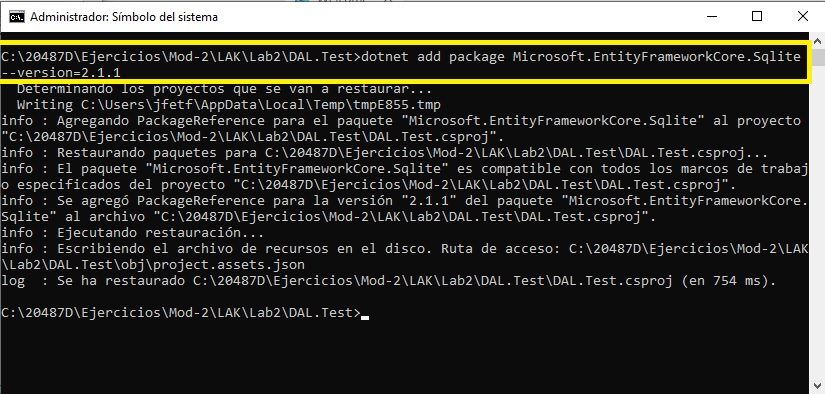 Administrador: Símbolo del sistema
C:\20487D\Ejercicios\Mod-2\LAK\Lab2\DAL.Test>dotnet add package Microsoft.EntityFrameworkCore.Sqlite
--version=2.1.1
  Determinando los proyectos que se van a restaurar...
  Writing C:\Users\jfetf\AppData\Local\Temp\tmpE855.tmp
info : Agregando PackageReference para el paquete "Microsoft.EntityFrameworkCore.Sqlite" al proyecto
"C:\20487D\Ejercicios\Mod-2\LAK\Lab2\DAL.Test\DAL.Test.csproj".
info : Restaurando paquetes para C:\20487D\Ejercicios\Mod-2\LAK\Lab2\DAL.Test\DAL.Test.csproj...
info : El paquete "Microsoft.EntityFrameworkCore.Sqlite" es compatible con todos los marcos de trabaj
o especificados del proyecto "C:\20487D\Ejercicios\Mod-2\LAK\Lab2\DAL.Test\DAL.Test.csproj".
info : Se agregó PackageReference para la versión "2.1.1" del paquete "Microsoft.EntityFrameworkCore.
Sqlite" al archivo "C:\20487D\Ejercicios\Mod-2\LAK\Lab2\DAL.Test\DAL.Test.csproj".
info : Ejecutando restauración...
info : Escribiendo el archivo de recursos en el disco. Ruta de acceso: C:\20487D\Ejercicios\Mod-2\LAK
\Lab2\DAL.Test\obj\project.assets.json
log  : Se ha restaurado C:\20487D\Ejercicios\Mod-2\LAK\Lab2\DAL.Test\DAL.Test.csproj (en 754 ms).
C:\20487D\Ejercicios\Mod-2\LAK\Lab2\DAL.Test>